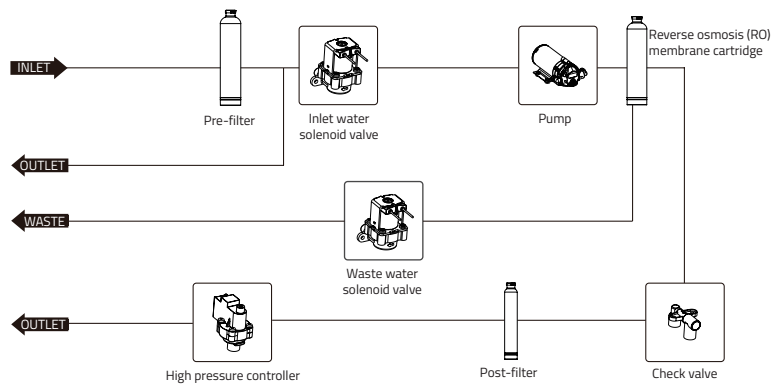 Reverse osmosis (RO)
membrane cartridge
INLET
Pre-filter
Inlet water
solenoid valve
Pump
OUTLET
WASTE
Waste water
solenoid valve
OUTLET
High pressure controller
Post-filter
Check valve